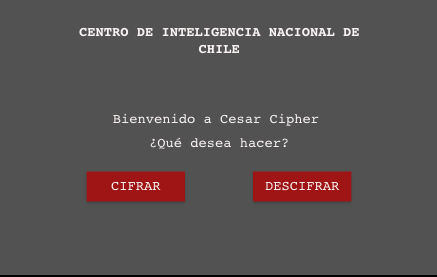 CENTRO DE INTELIGENCIA NACIONAL DE
CHILE
Bienvenido a Cesar Cipher
¿Qué desea hacer?
CIFRAR
DESCIFRAR